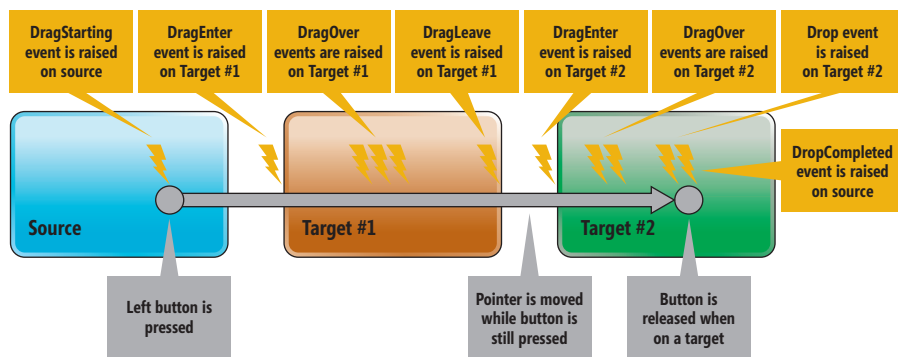 DragStarting
event is raised
on source
DragEnter
event is raised
on Target #1
DragOver
events are raised
on Target #1
DragLeave
event is raised
on Target #1
DragEnter
event is raised
on Target #2
DragOver
events are raised
on Target #2
Drop event
is raised
on Target #2
DropCompleted
event is raised
on source
Source
Target #1
Target #2
Left button is
pressed
Pointer is moved
while button is
still pressed
Button is
released when
on a target